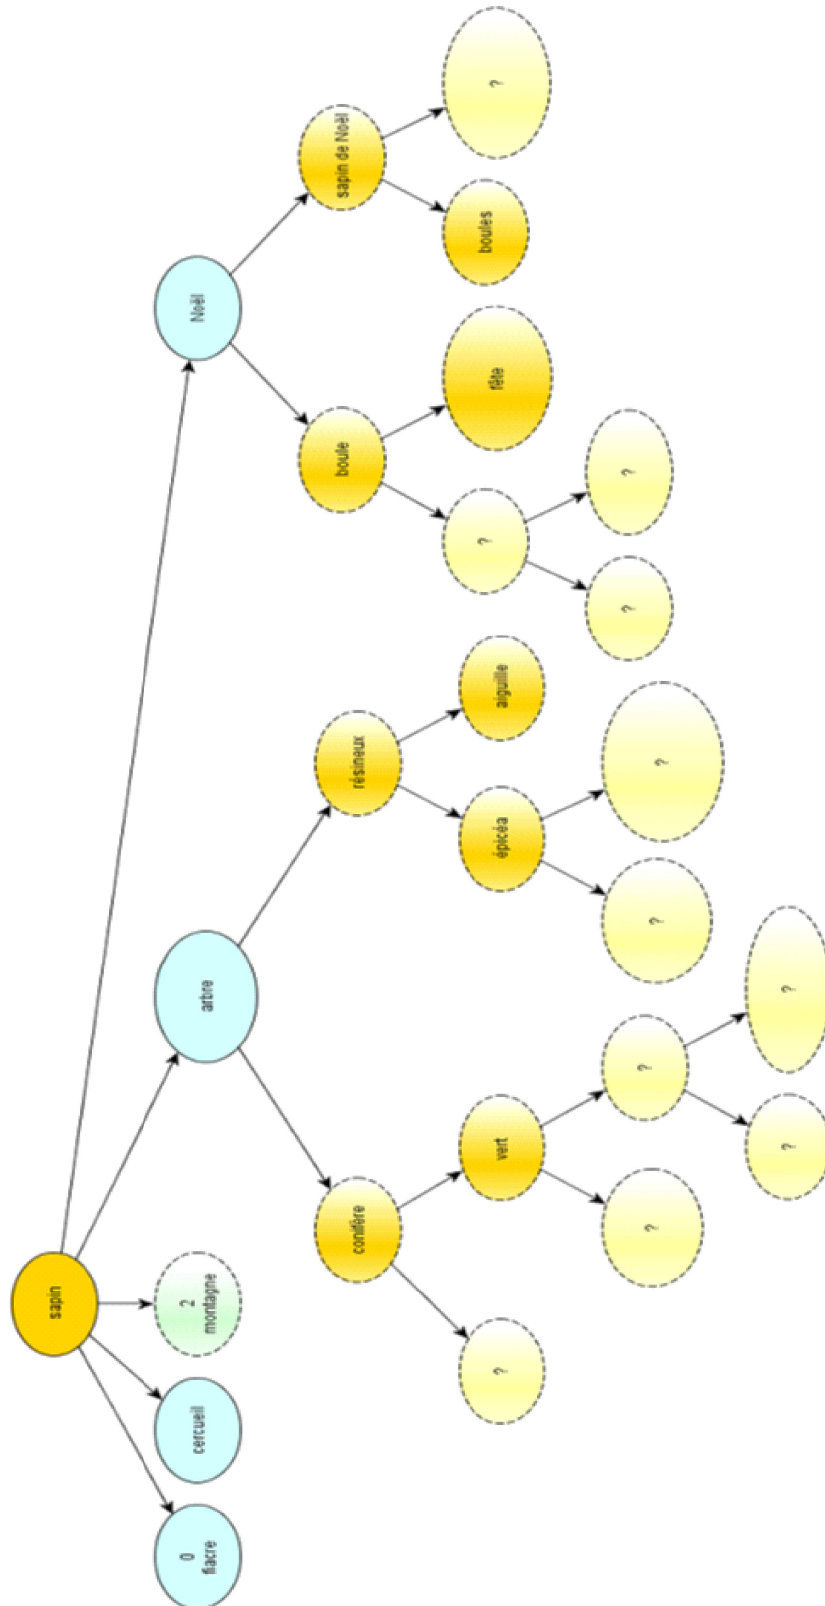 sapin
0
fiacre
cercueil
2
montagne
arbre
Noël
conifère
résineux
boule
sapin de Noël
?
vert
épicéa
aiguille
?
fête
boules
?
?
?
?
?
?
?
?
?